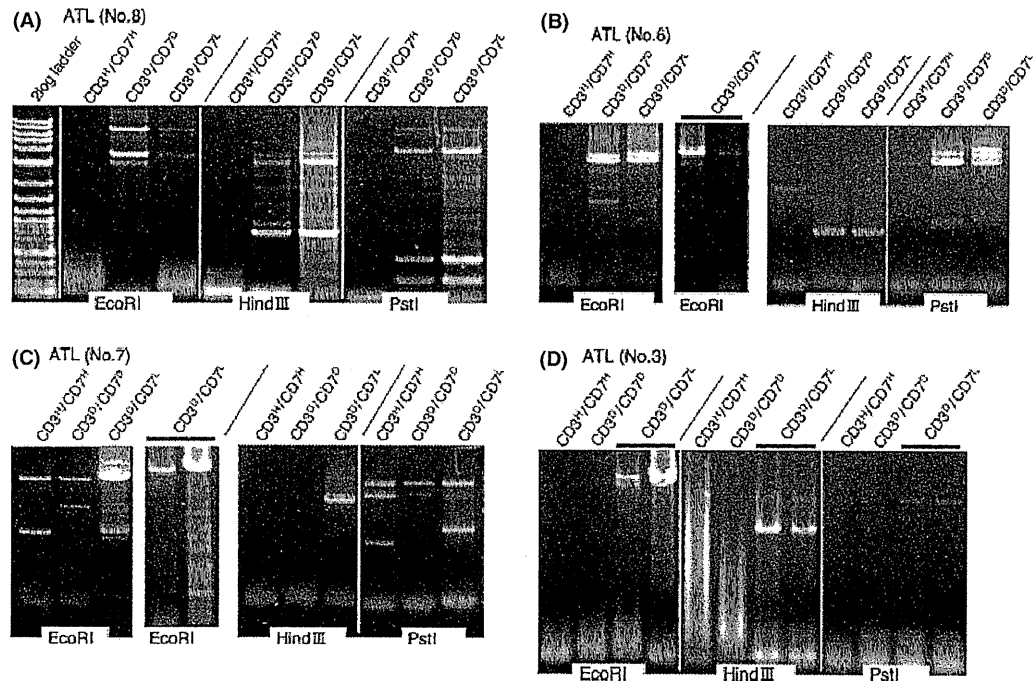 (A) ATL (No.8)
2log ladder
CD3ᴴ/CD7ᴴ
CD3ᴰ/CD7ᴰ
CD3ᴰ/CD7ᴸ
CD3ᴴ/CD7ᴴ
CD3ᴰ/CD7ᴰ
CD3ᴰ/CD7ᴸ
CD3ᴴ/CD7ᴴ
CD3ᴰ/CD7ᴰ
CD3ᴰ/CD7ᴸ
EcoRI HindⅢ PstI
(B) ATL (No.6)
CD3ᴴ/CD7ᴴ
CD3ᴰ/CD7ᴰ
CD3ᴰ/CD7ᴸ
CD3ᴰ/CD7ᴸ
CD3ᴴ/CD7ᴴ
CD3ᴰ/CD7ᴰ
CD3ᴰ/CD7ᴸ
CD3ᴴ/CD7ᴴ
CD3ᴰ/CD7ᴰ
CD3ᴰ/CD7ᴸ
EcoRI EcoRI HindⅢ PstI
(C) ATL (No.7)
CD3ᴴ/CD7ᴴ
CD3ᴰ/CD7ᴰ
CD3ᴰ/CD7ᴸ
CD3ᴰ/CD7ᴸ
CD3ᴴ/CD7ᴴ
CD3ᴰ/CD7ᴰ
CD3ᴰ/CD7ᴸ
CD3ᴴ/CD7ᴴ
CD3ᴰ/CD7ᴰ
CD3ᴰ/CD7ᴸ
EcoRI EcoRI HindⅢ PstI
(D) ATL (No.3)
CD3ᴴ/CD7ᴴ
CD3ᴰ/CD7ᴰ
CD3ᴰ/CD7ᴸ
CD3ᴴ/CD7ᴴ
CD3ᴰ/CD7ᴰ
CD3ᴰ/CD7ᴸ
CD3ᴴ/CD7ᴴ
CD3ᴰ/CD7ᴰ
CD3ᴰ/CD7ᴸ
EcoRI HindⅢ PstI